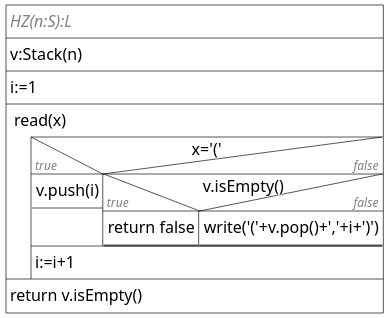 HZ(n:S):L
v:Stack(n)
i:=1
read(x)
x='('
true
false
v.push(i)
v.isEmpty()
true
false
return false
write('('+v.pop()+','+i+')')
i:=i+1
return v.isEmpty()